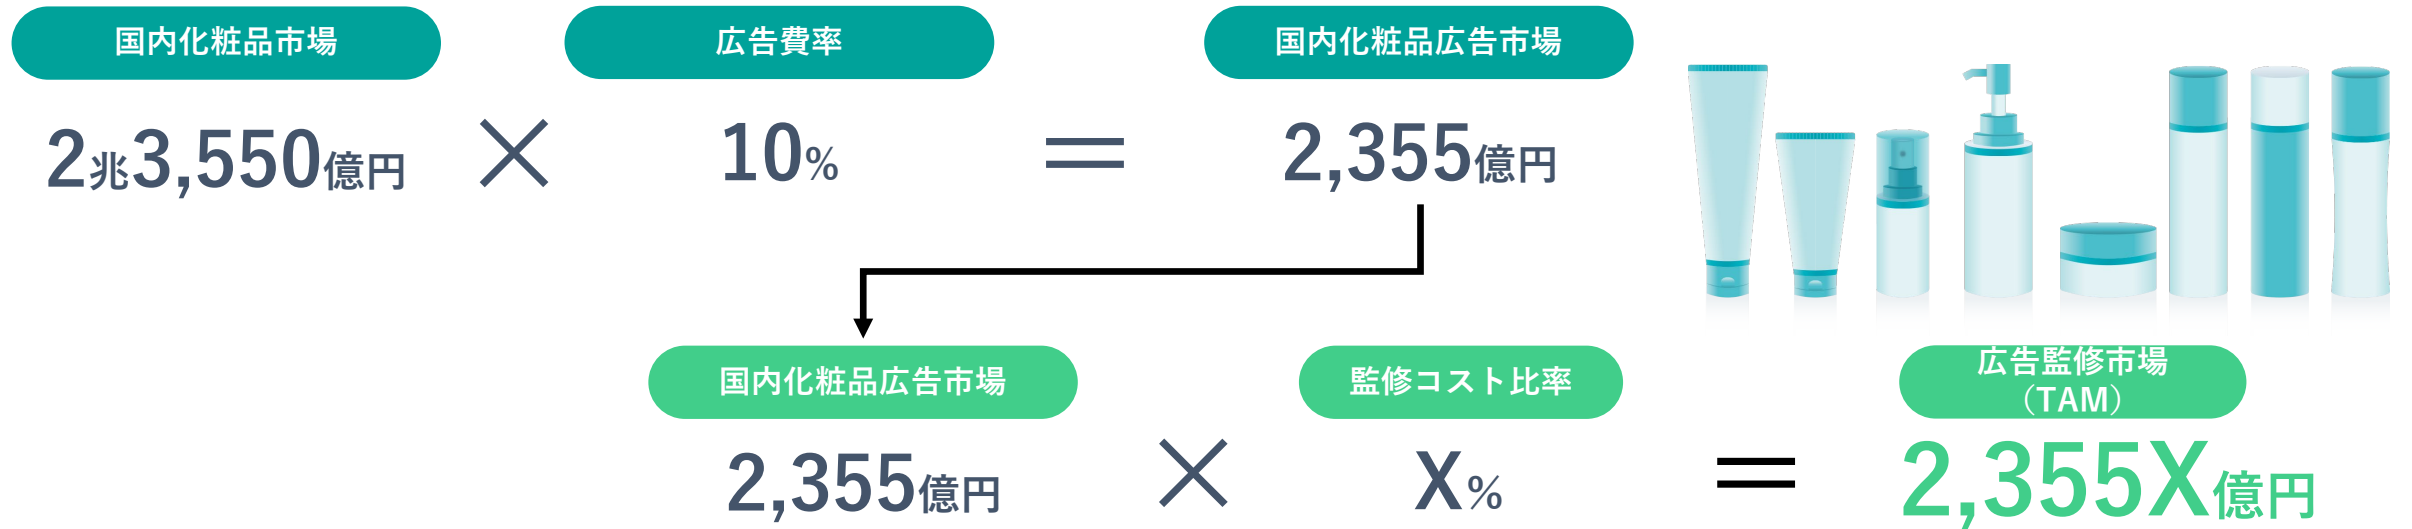 国内化粧品市場
広告費率
国内化粧品広告市場
2兆3,550億円
×
10%
=
2,355億円
国内化粧品広告市場
監修コスト比率
広告監修市場
（TAM）
2,355億円
×
X%
=
2,355X億円